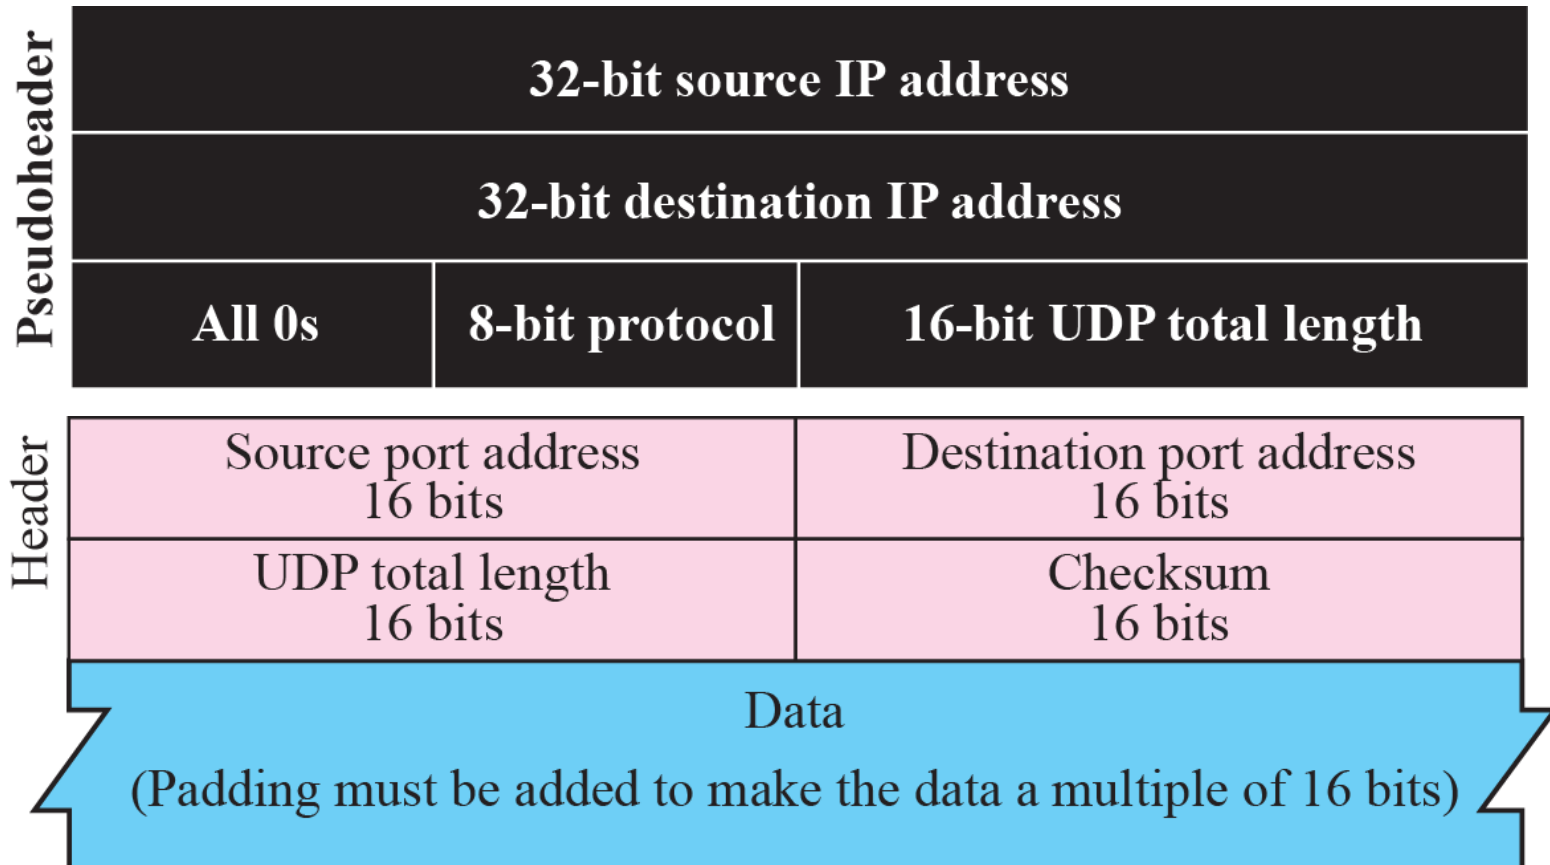 Pseudoheader
32-bit source IP address
32-bit destination IP address
All 0s
8-bit protocol
16-bit UDP total length
Header
Source port address
16 bits
Destination port address
16 bits
UDP total length
16 bits
Checksum
16 bits
Data
(Padding must be added to make the data a multiple of 16 bits)